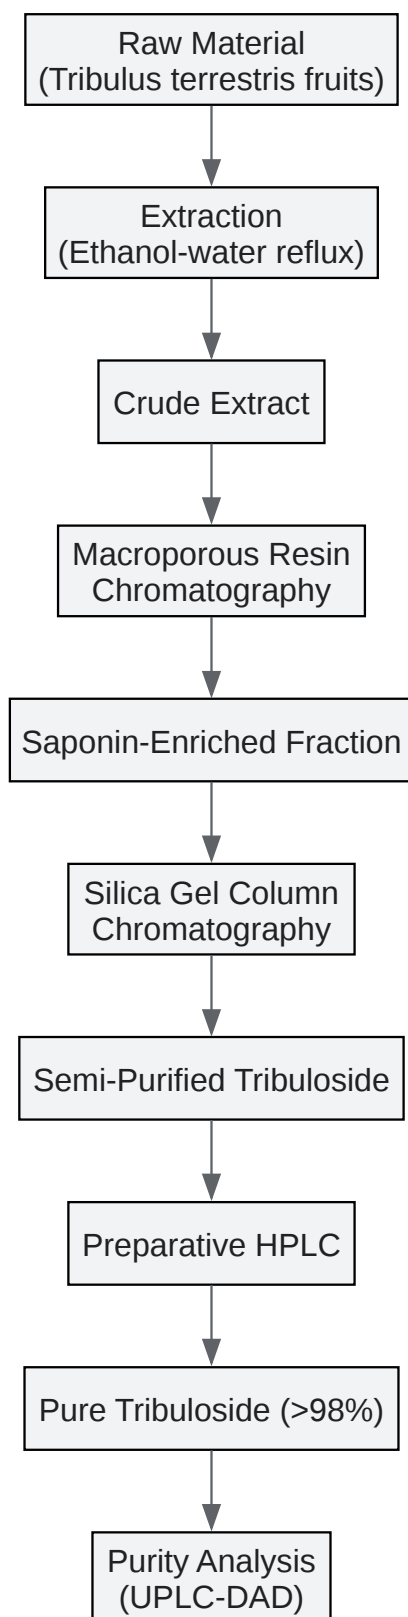 Raw Material
(Tribulus terrestris fruits)
Extraction
(Ethanol-water reflux)
Crude Extract
Macroporous Resin
Chromatography
Saponin-Enriched Fraction
Silica Gel Column
Chromatography
Semi-Purified Tribuloside
Preparative HPLC
Pure Tribuloside (>98%)
Purity Analysis
(UPLC-DAD)